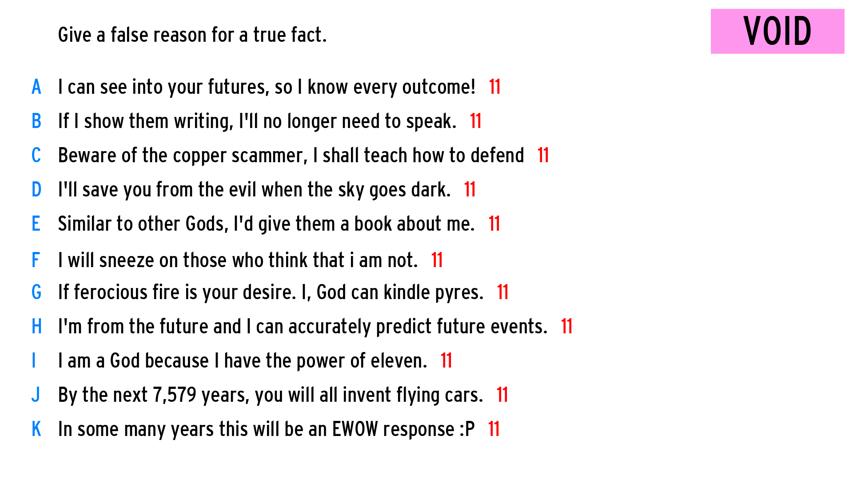 Give a false reason for a true fact.
VOID
A I can see into your futures, so I know every outcome! 11
B If I show them writing, I'll no longer need to speak. 11
C Beware of the copper scammer, I shall teach how to defend 11
D I'll save you from the evil when the sky goes dark. 11
E Similar to other Gods, I'd give them a book about me. 11
F I will sneeze on those who think that i am not. 11
G If ferocious fire is your desire. I, God can kindle pyres. 11
H I'm from the future and I can accurately predict future events. 11
I I am a God because I have the power of eleven. 11
J By the next 7,579 years, you will all invent flying cars. 11
K In some many years this will be an EWOW response :P 11